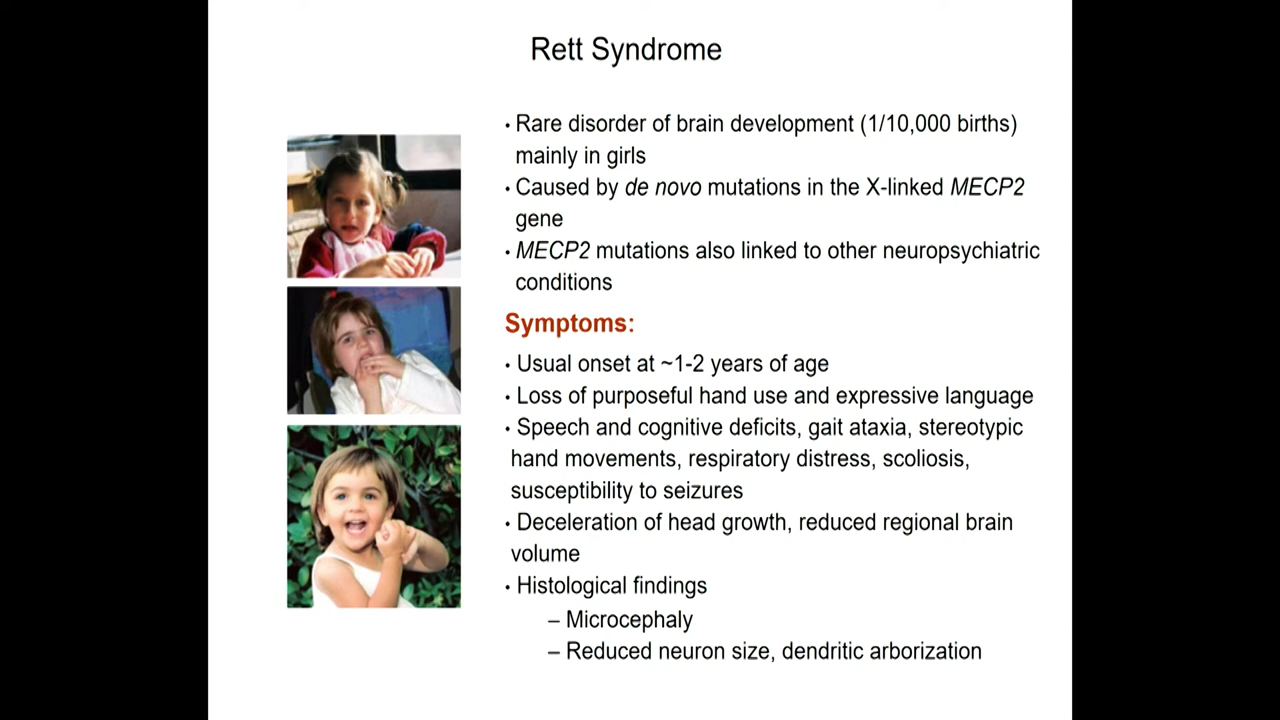 Rett Syndrome
• Rare disorder of brain development (1/10,000 births)
mainly in girls
• Caused by de novo mutations in the X-linked MECP2
gene
• MECP2 mutations also linked to other neuropsychiatric
conditions
Symptoms:
• Usual onset at ~1-2 years of age
• Loss of purposeful hand use and expressive language
• Speech and cognitive deficits, gait ataxia, stereotypic
hand movements, respiratory distress, scoliosis,
susceptibility to seizures
• Deceleration of head growth, reduced regional brain
volume
• Histological findings
– Microcephaly
– Reduced neuron size, dendritic arborization